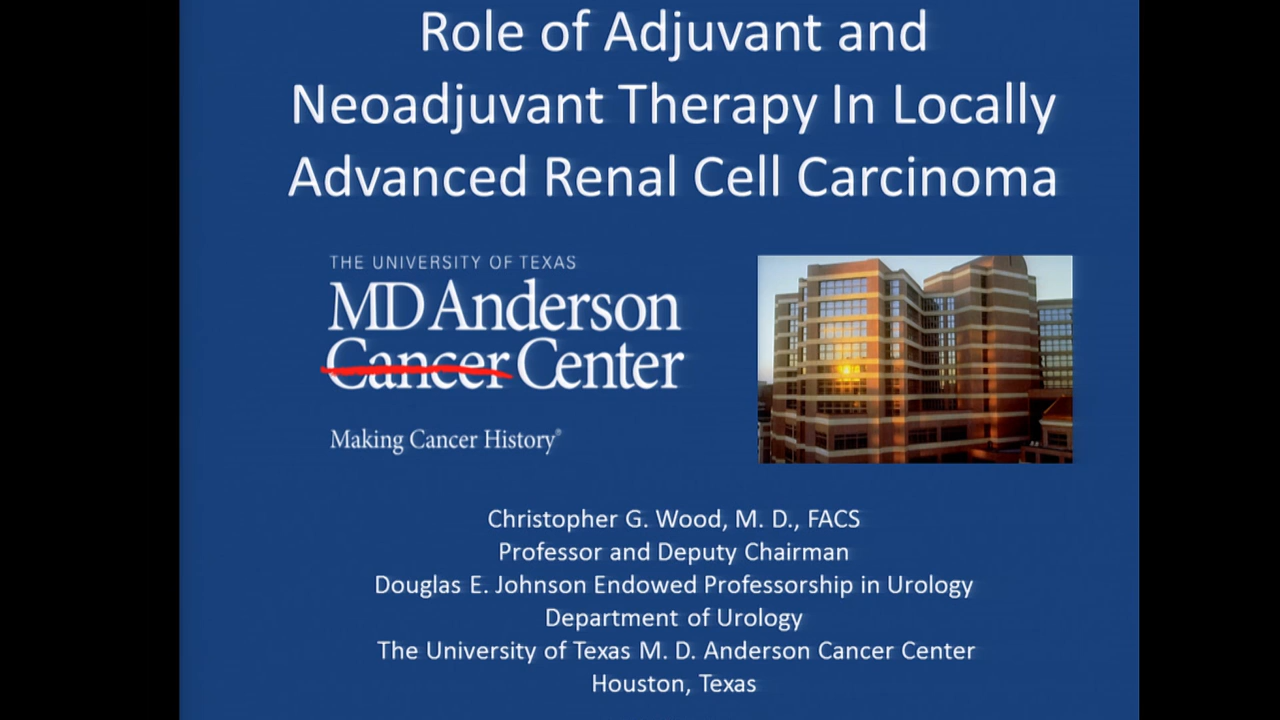 Role of Adjuvant and
Neoadjuvant Therapy In Locally
Advanced Renal Cell Carcinoma
THE UNIVERSITY OF TEXAS
MD Anderson
Cancer Center
Making Cancer History®
Christopher G. Wood, M. D., FACS
Professor and Deputy Chairman
Douglas E. Johnson Endowed Professorship in Urology
Department of Urology
The University of Texas M. D. Anderson Cancer Center
Houston, Texas